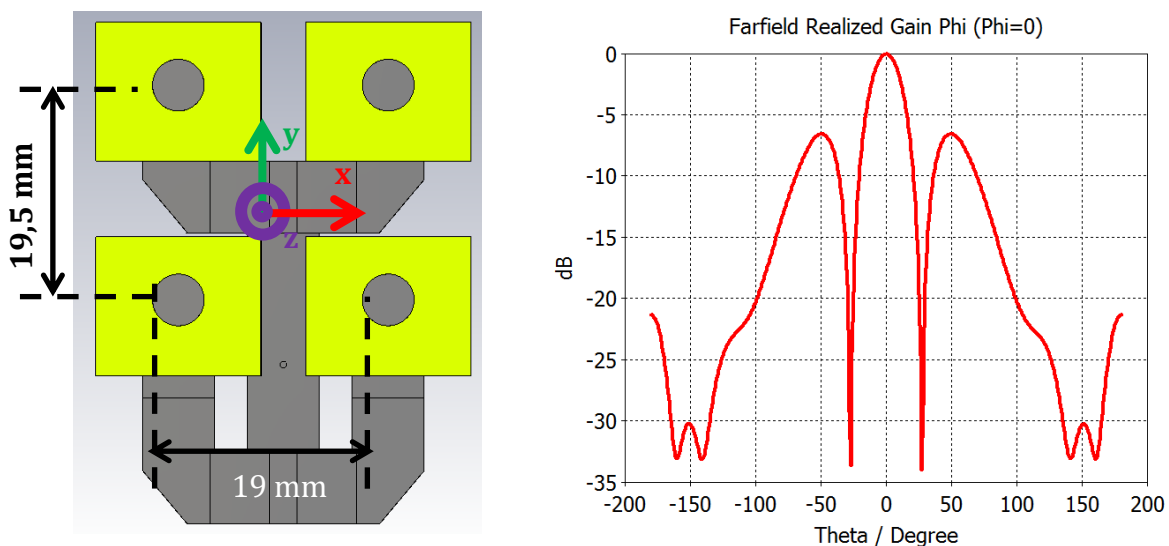 19,5 mm
y
x
z
19 mm
Farfield Realized Gain Phi (Phi=0)
dB
0
-5
-10
-15
-20
-25
-30
-35
-200 -150 -100 -50 0 50 100 150 200
Theta / Degree